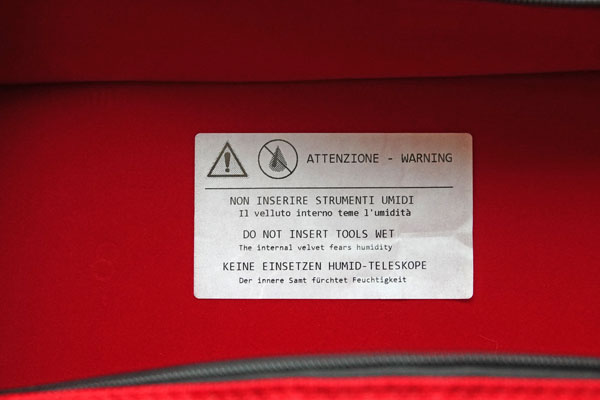 ATTENZIONE - WARNING
NON INSERIRE STRUMENTI UMIDI
Il velluto interno teme l'umidità
DO NOT INSERT TOOLS WET
The internal velvet fears humidity
KEINE EINSETZEN HUMID-TELESKOPE
Der innere Samt fürchtet Feuchtigkeit